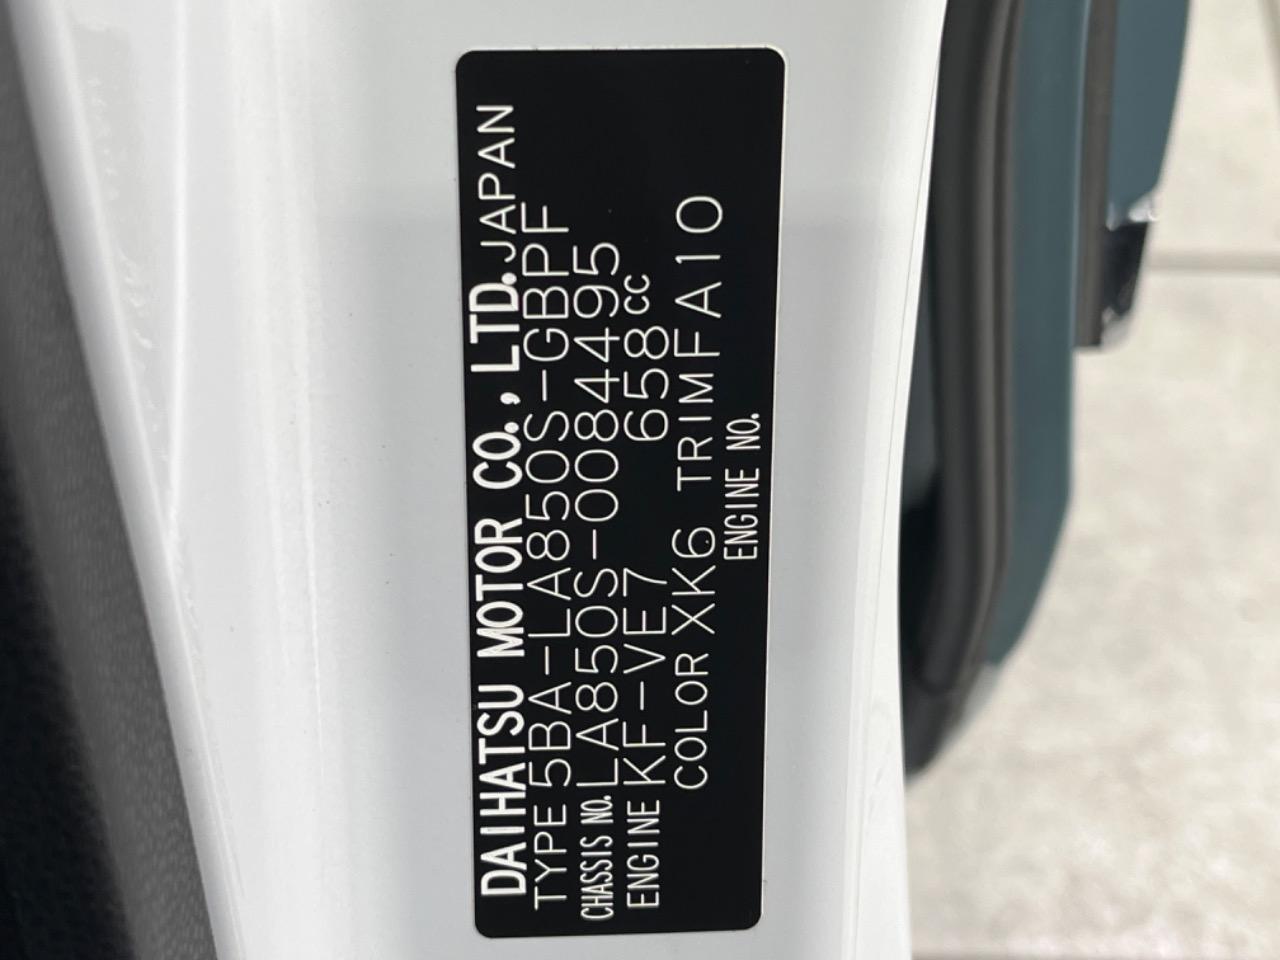 DAIHATSU MOTOR CO., LTD. JAPAN
TYPE 5BA-LA850S-GBPF
CHASSIS NO. LA850S-0084495
ENGINE KF-VE7 658cc
COLOR XK6 TRIM FA10
ENGINE NO.